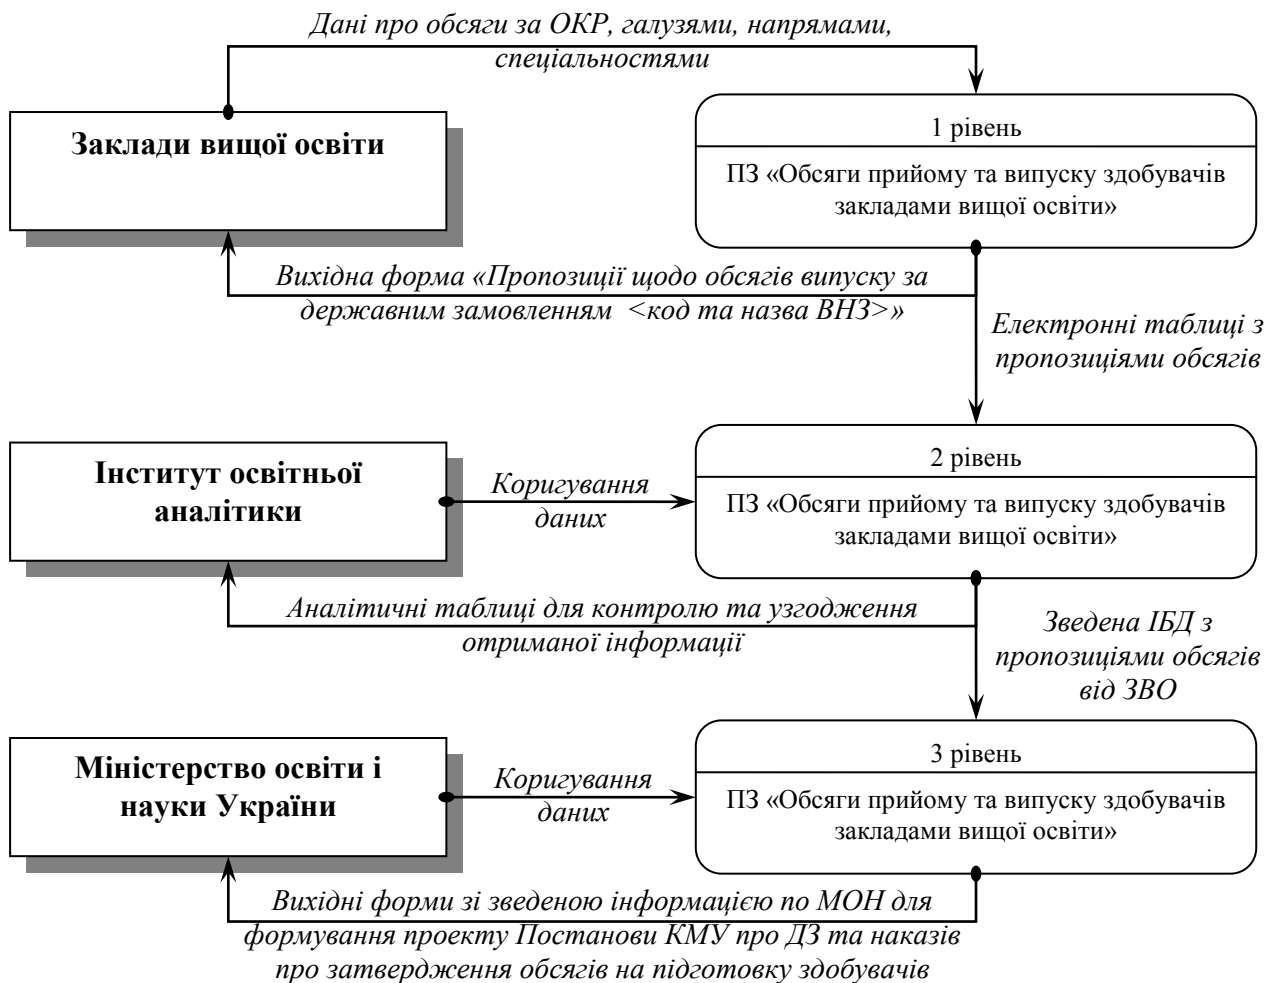 Дані про обсяги за ОКР, галузями, напрямами,
спеціальностями
Заклади вищої освіти
1 рівень
ПЗ «Обсяги прийому та випуску здобувачів
закладами вищої освіти»
Вихідна форма «Пропозиції щодо обсягів випуску за
державним замовленням <код та назва ВНЗ>»
Електронні таблиці з
пропозиціями обсягів
Інститут освітньої
аналітики
Коригування
даних
2 рівень
ПЗ «Обсяги прийому та випуску здобувачів
закладами вищої освіти»
Аналітичні таблиці для контролю та узгодження
отриманої інформації
Зведена ІБД з
пропозиціями обсягів
від ЗВО
Міністерство освіти і
науки України
Коригування
даних
3 рівень
ПЗ «Обсяги прийому та випуску здобувачів
закладами вищої освіти»
Вихідні форми зі зведеною інформацією по МОН для
формування проекту Постанови КМУ про ДЗ та наказів
про затвердження обсягів на підготовку здобувачів